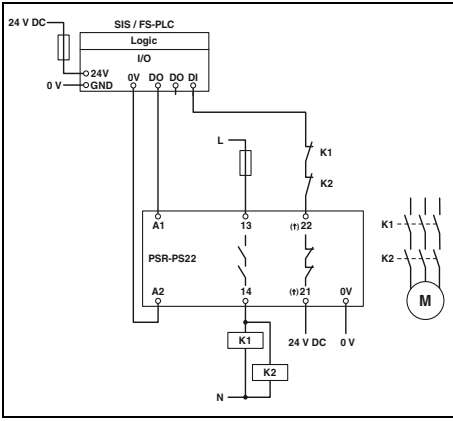 24 V DC
SIS / FS-PLC
Logic
I/O
24V
0 V
GND
0V DO DO DI
L
K1
K2
A1 13 (†) 22
PSR-PS22
A2 14 (†) 21 0V
K1
K2
M
K1
K2
24 V DC 0 V
N